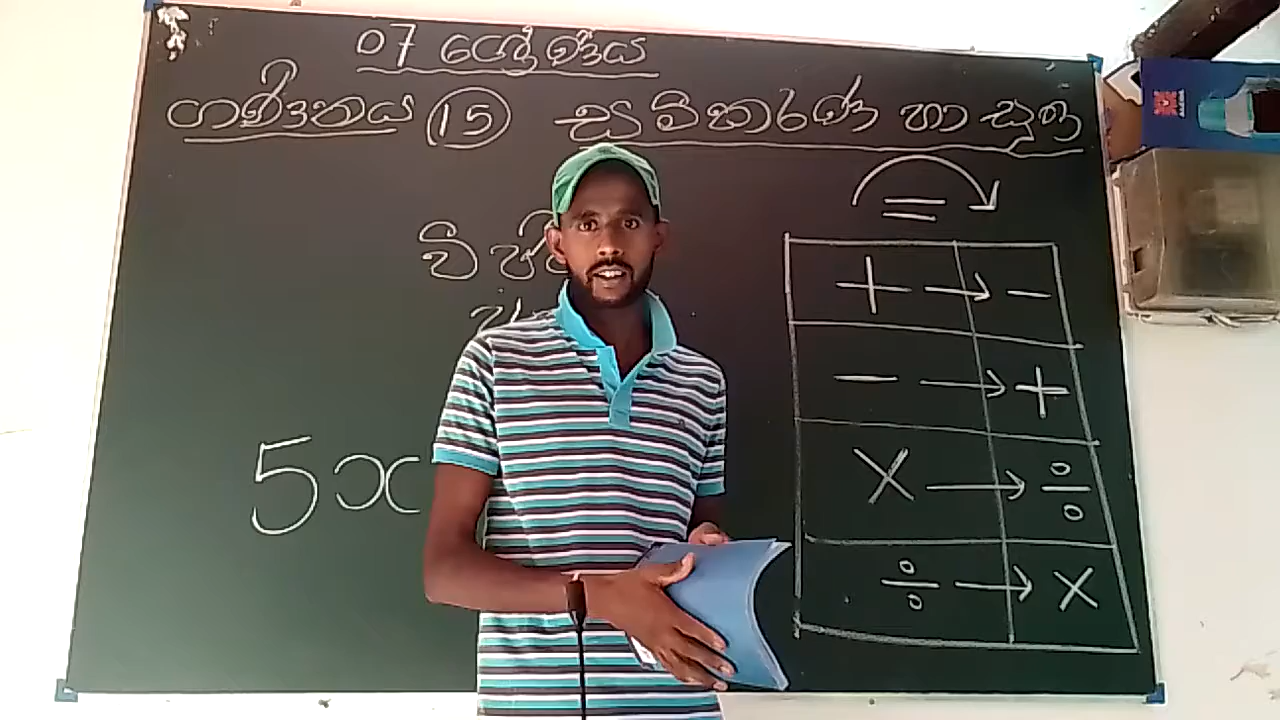 07 ශ්‍රේණිය
ගණිතය 15 සමීකරණ හා සූත්‍ර
=
+ → −
− → +
× → ÷
÷ → ×
5x